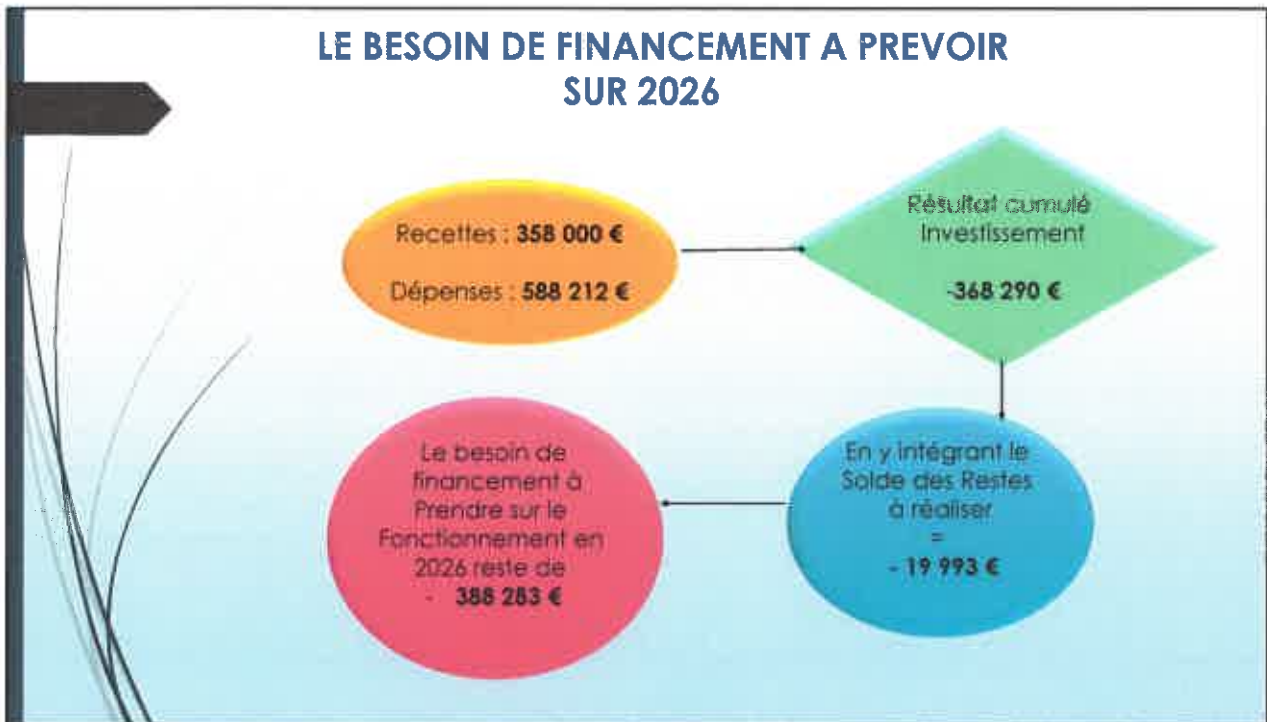 LE BESOIN DE FINANCEMENT A PREVOIR
SUR 2026
Recettes : 358 000 €
Dépenses : 588 212 €
Résultat cumulé
Investissement
-368 290 €
En y intégrant le
Solde des Restes
à réaliser
=
- 19 993 €
Le besoin de
financement à
Prendre sur le
Fonctionnement en
2026 reste de
- 388 283 €